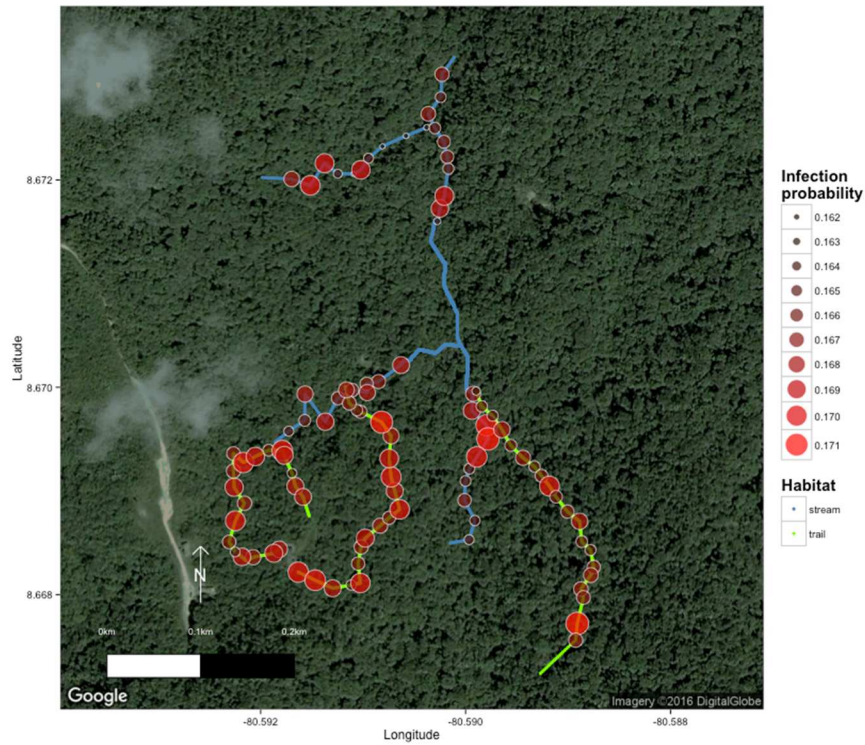 8.672
8.670
8.668
Latitude
N
0km
0.1km
0.2km
Google
Imagery ©2016 DigitalGlobe
-80.592
-80.590
-80.588
Longitude
Infection
probability
0.162
0.163
0.164
0.165
0.166
0.167
0.168
0.169
0.170
0.171
Habitat
stream
trail